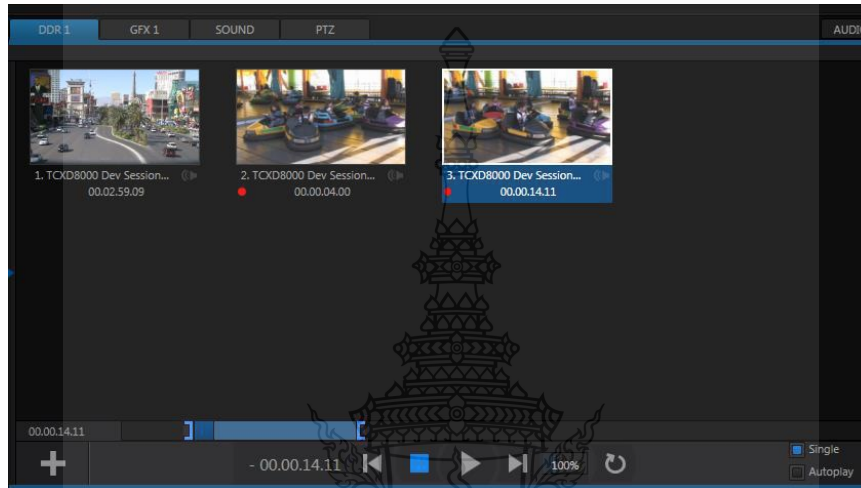 DDR 1 GFX 1 SOUND PTZ AUDIO
1. TCXD8000 Dev Session... 2. TCXD8000 Dev Session... 3. TCXD8000 Dev Session...
00.02.59.09 00.00.04.00 00.00.14.11
00.00.14.11
- 00.00.14.11 100% Single
Autoplay